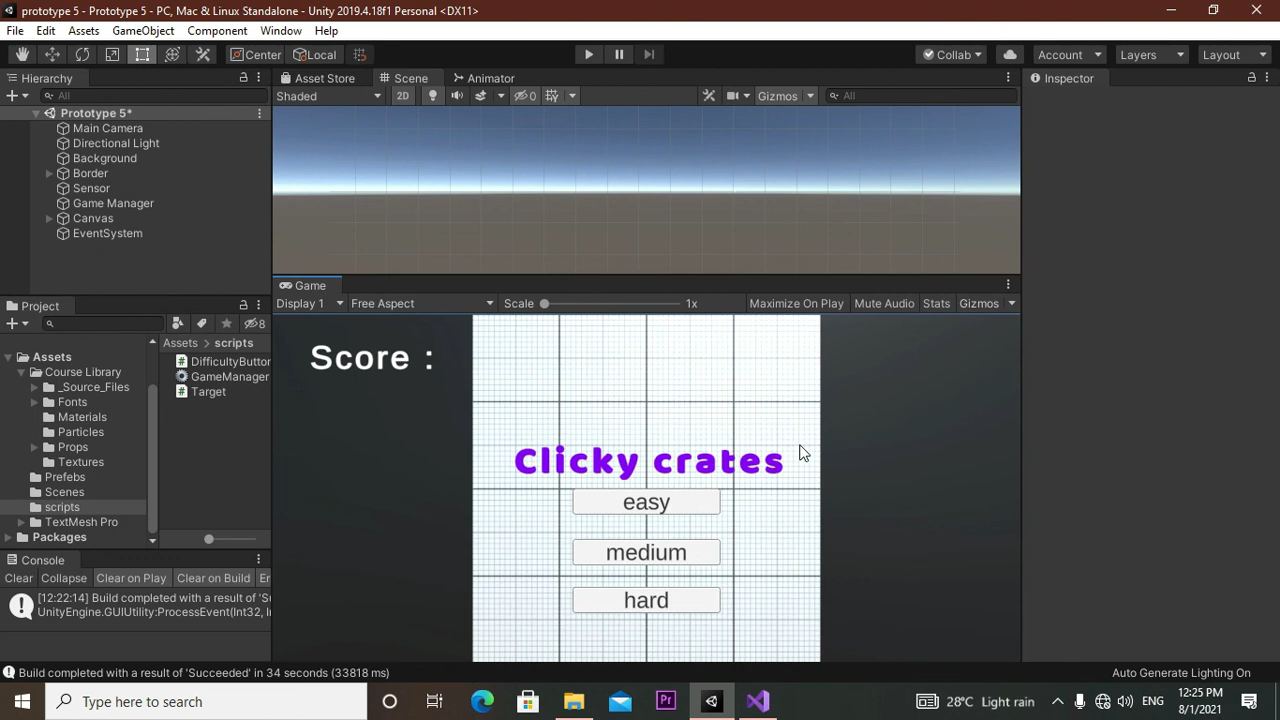 prototype 5 - Prototype 5 - PC, Mac & Linux Standalone - Unity 2019.4.18f1 Personal <DX11>
File Edit Assets GameObject Component Window Help
Center Local Collab Account Layers Layout
Hierarchy Asset Store Scene Animator Inspector
All Shaded 2D 0 Gizmos All
Prototype 5*
Main Camera
Directional Light
Background
Border
Sensor
Game Manager
Canvas
EventSystem
Game
Project
Display 1 Free Aspect Scale 1x Maximize On Play Mute Audio Stats Gizmos
8
Assets scripts
Assets
Course Library
_Source_Files
Fonts
Materials
Particles
Props
Textures
Prefebs
Scenes
scripts
TextMesh Pro
Packages
DifficultyButton
GameManager
Target
Score :
Clicky crates
easy
medium
hard
Console
Clear Collapse Clear on Play Clear on Build Er
[12:22:14] Build completed with a result of 'Succeeded'
UnityEngine.GUIUtility:ProcessEvent(Int32, In
Build completed with a result of 'Succeeded' in 34 seconds (33818 ms)
Auto Generate Lighting On
Type here to search
Pr
28°C Light rain
ENG
12:25 PM
8/1/2021